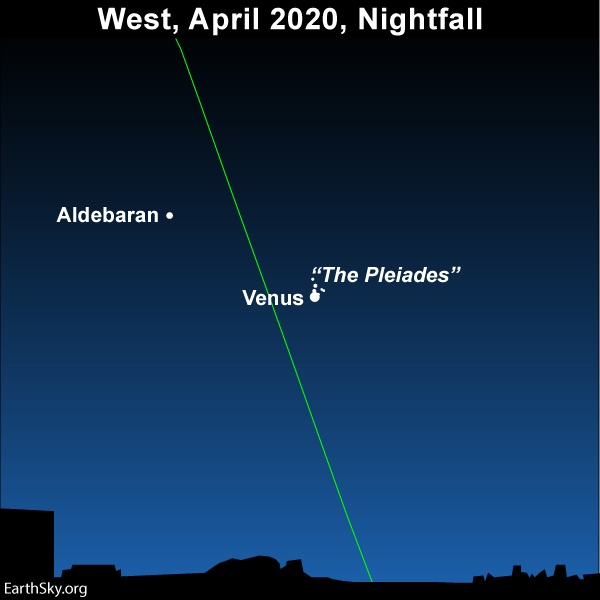 West, April 2020, Nightfall
Aldebaran
“The Pleiades”
Venus
EarthSky.org